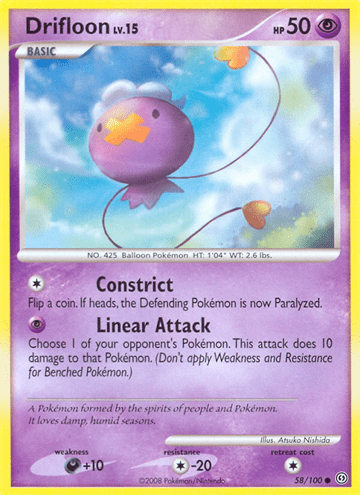 Drifloon LV.15 HP 50
BASIC
NO. 425 Balloon Pokémon HT: 1'04" WT: 2.6 lbs.
Constrict
Flip a coin. If heads, the Defending Pokémon is now Paralyzed.
Linear Attack
Choose 1 of your opponent's Pokémon. This attack does 10
damage to that Pokémon. (Don't apply Weakness and Resistance
for Benched Pokémon.)
A Pokémon formed by the spirits of people and Pokémon.
It loves damp, humid seasons.
Illus. Atsuko Nishida
weakness resistance retreat cost
+10 -20
©2008 Pokémon/Nintendo 58/100